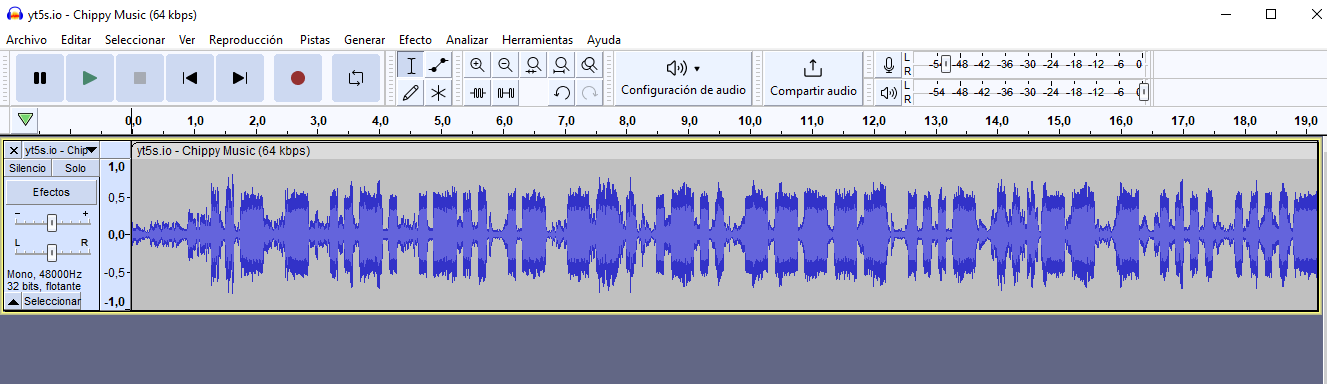 yt5s.io - Chippy Music (64 kbps)
Archivo Editar Seleccionar Ver Reproducción Pistas Generar Efecto Analizar Herramientas Ayuda
Configuración de audio
Compartir audio
L
R
-54 -48 -42 -36 -30 -24 -18 -12 -6 0
L
R
-54 -48 -42 -36 -30 -24 -18 -12 -6 0
0,0 1,0 2,0 3,0 4,0 5,0 6,0 7,0 8,0 9,0 10,0 11,0 12,0 13,0 14,0 15,0 16,0 17,0 18,0 19,0
yt5s.io - Chip
yt5s.io - Chippy Music (64 kbps)
Silencio Solo
Efectos
- +
L R
Mono, 48000Hz
32 bits, flotante
Seleccionar
1,0
0,5
0,0
-0,5
-1,0